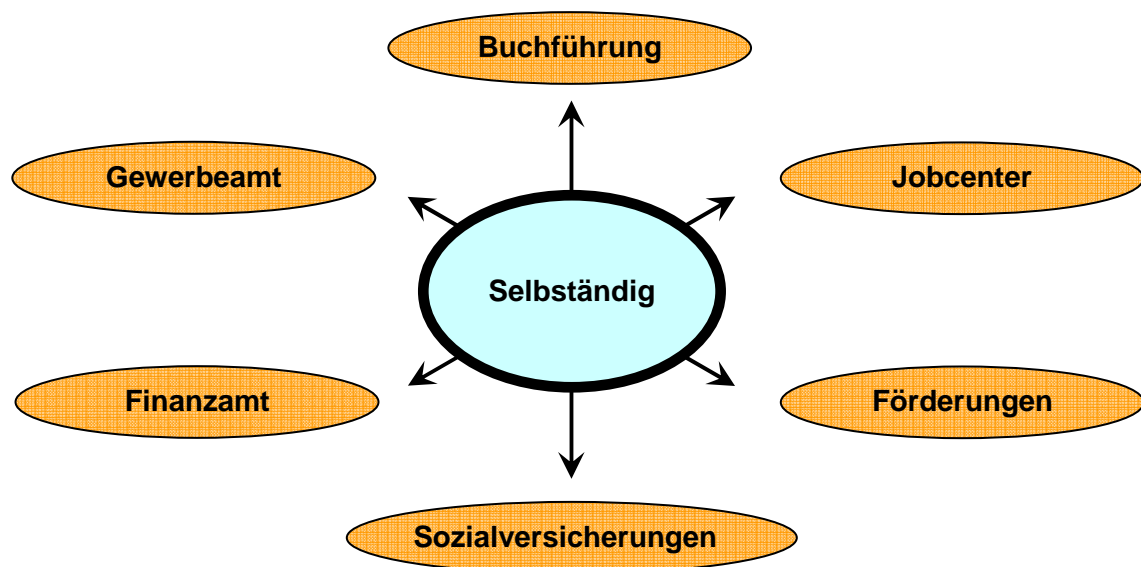 Buchführung
Gewerbeamt
Jobcenter
Selbständig
Finanzamt
Förderungen
Sozialversicherungen